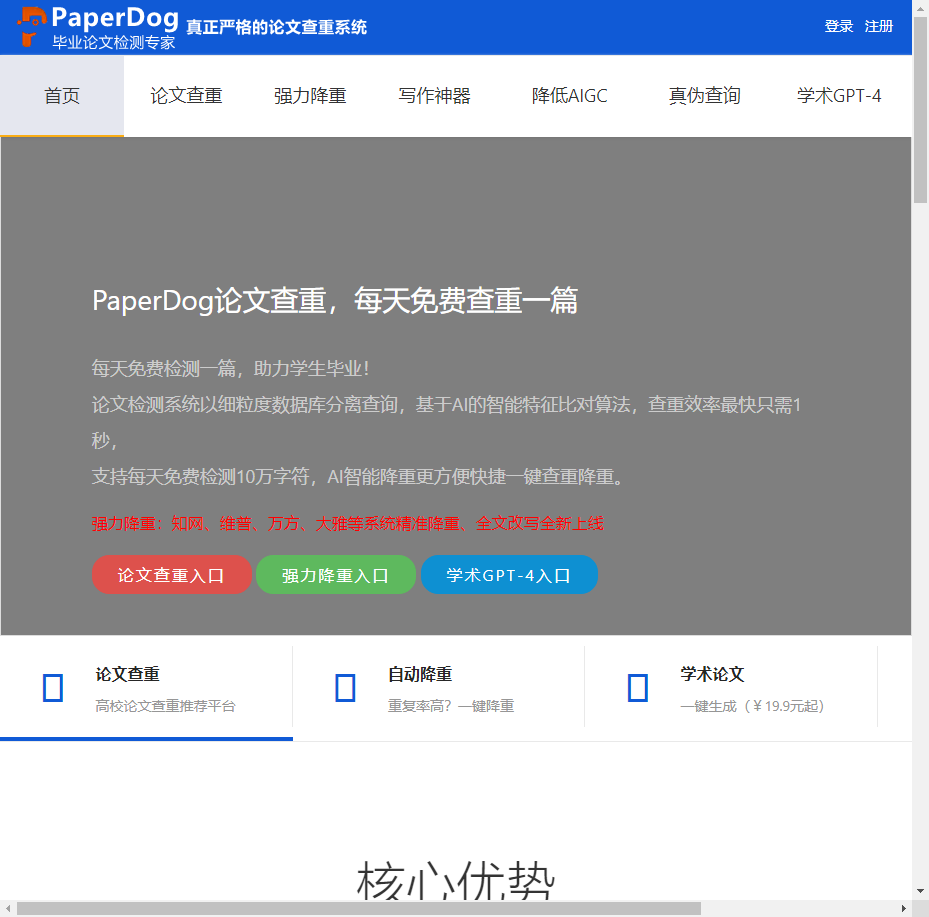 PaperDog
毕业论文检测专家
真正严格的论文查重系统
登录 注册
首页 论文查重 强力降重 写作神器 降低AIGC 真伪查询 学术GPT-4
PaperDog论文查重，每天免费查重一篇
每天免费检测一篇，助力学生毕业！
论文检测系统以细粒度数据库分离查询，基于AI的智能特征比对算法，查重效率最快只需1
秒，
支持每天免费检测10万字符，AI智能降重更方便快捷一键查重降重。
强力降重：知网、维普、万方、大雅等系统精准降重、全文改写全新上线
论文查重入口 强力降重入口 学术GPT-4入口
论文查重
高校论文查重推荐平台
自动降重
重复率高？一键降重
学术论文
一键生成（￥19.9元起）
核心优势